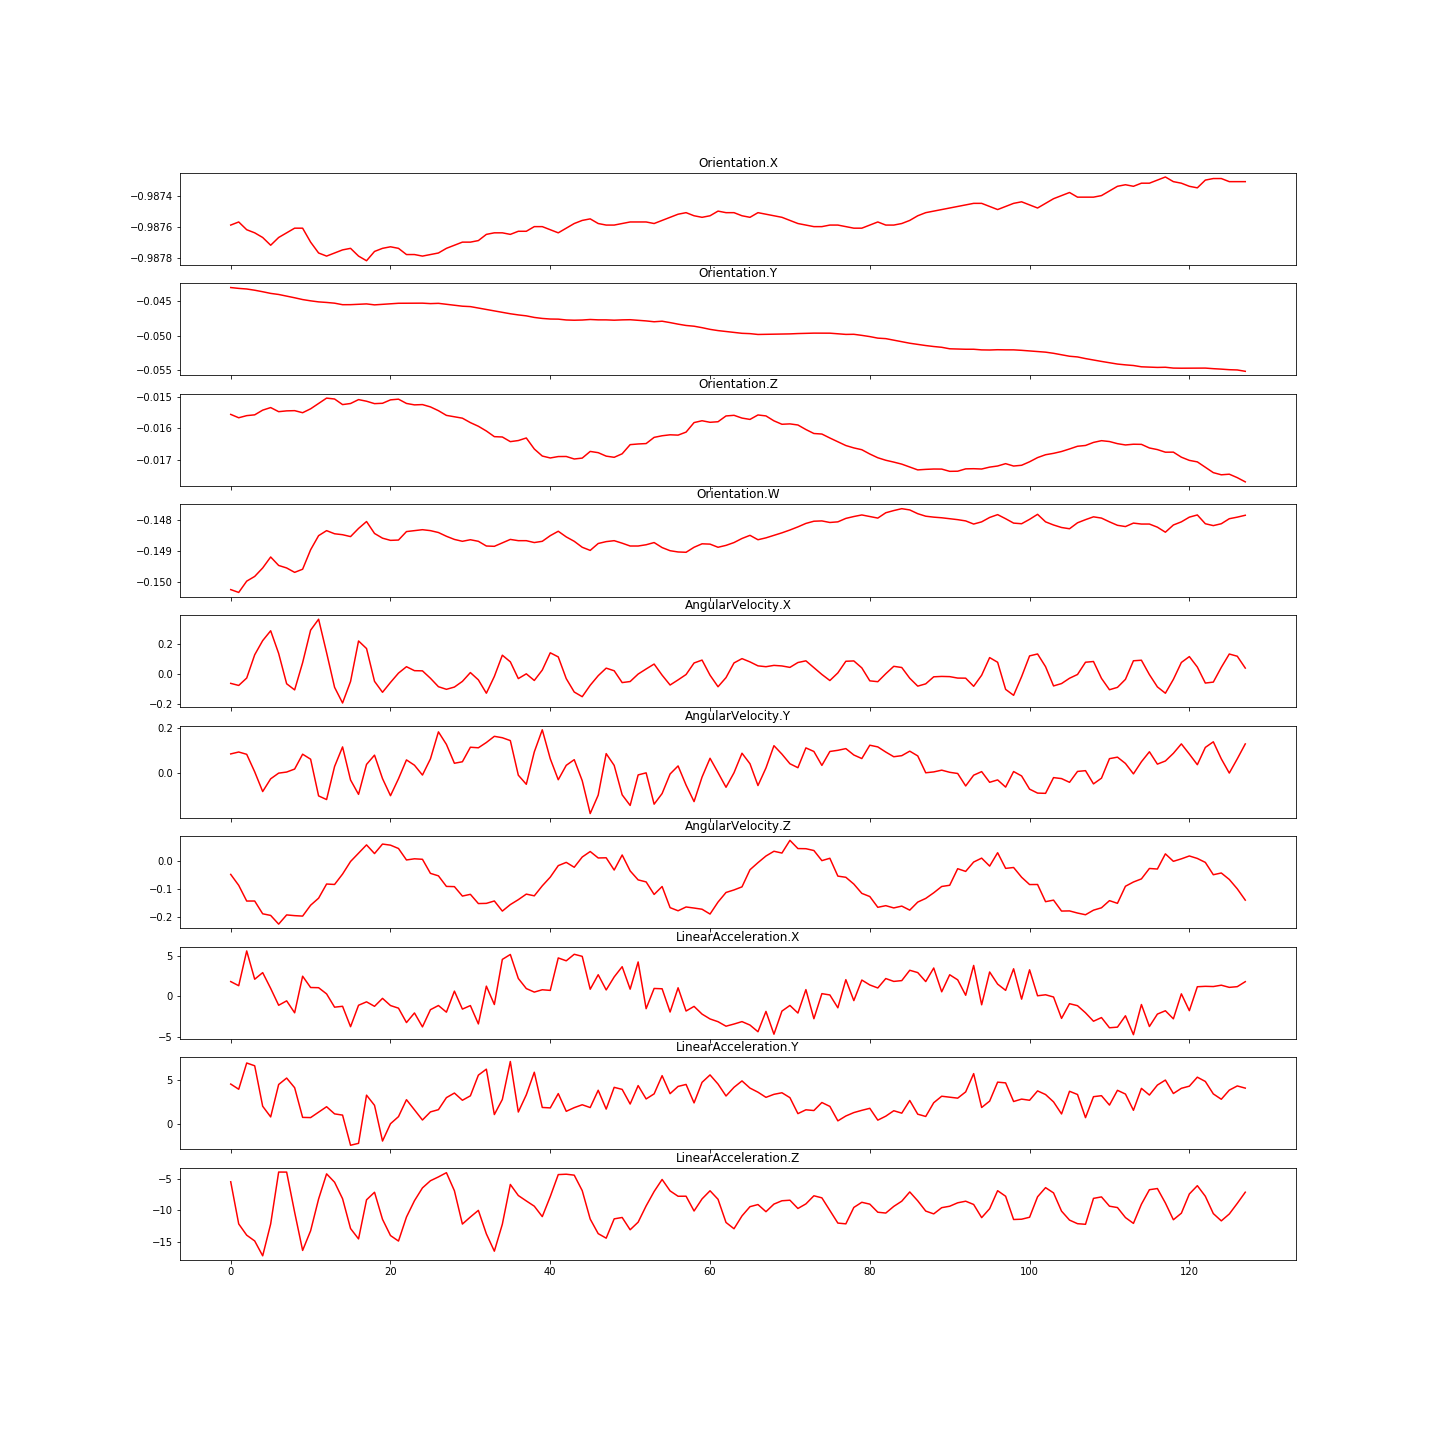 Orientation.X
−0.9874
−0.9876
−0.9878
Orientation.Y
−0.045
−0.050
−0.055
Orientation.Z
−0.015
−0.016
−0.017
Orientation.W
−0.148
−0.149
−0.150
AngularVelocity.X
0.2
0.0
−0.2
AngularVelocity.Y
0.2
0.0
AngularVelocity.Z
0.0
−0.1
−0.2
LinearAcceleration.X
5
0
−5
LinearAcceleration.Y
5
0
LinearAcceleration.Z
−5
−10
−15
0 20 40 60 80 100 120